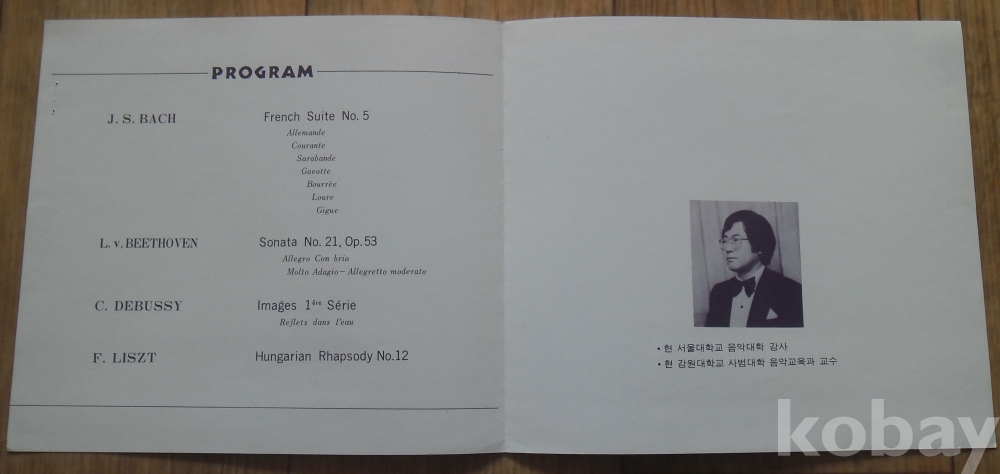 PROGRAM
J. S. BACH
French Suite No. 5
Allemande
Courante
Sarabande
Gavotte
Bourrée
Loure
Gigue
L. v. BEETHOVEN
Sonata No. 21, Op. 53
Allegro Con brio
Molto Adagio – Allegretto moderato
C. DEBUSSY
Images 1ère Série
Reflets dans l'eau
F. LISZT
Hungarian Rhapsody No. 12
• 현 서울대학교 음악대학 강사
• 현 강원대학교 사범대학 음악교육과 교수
kobay